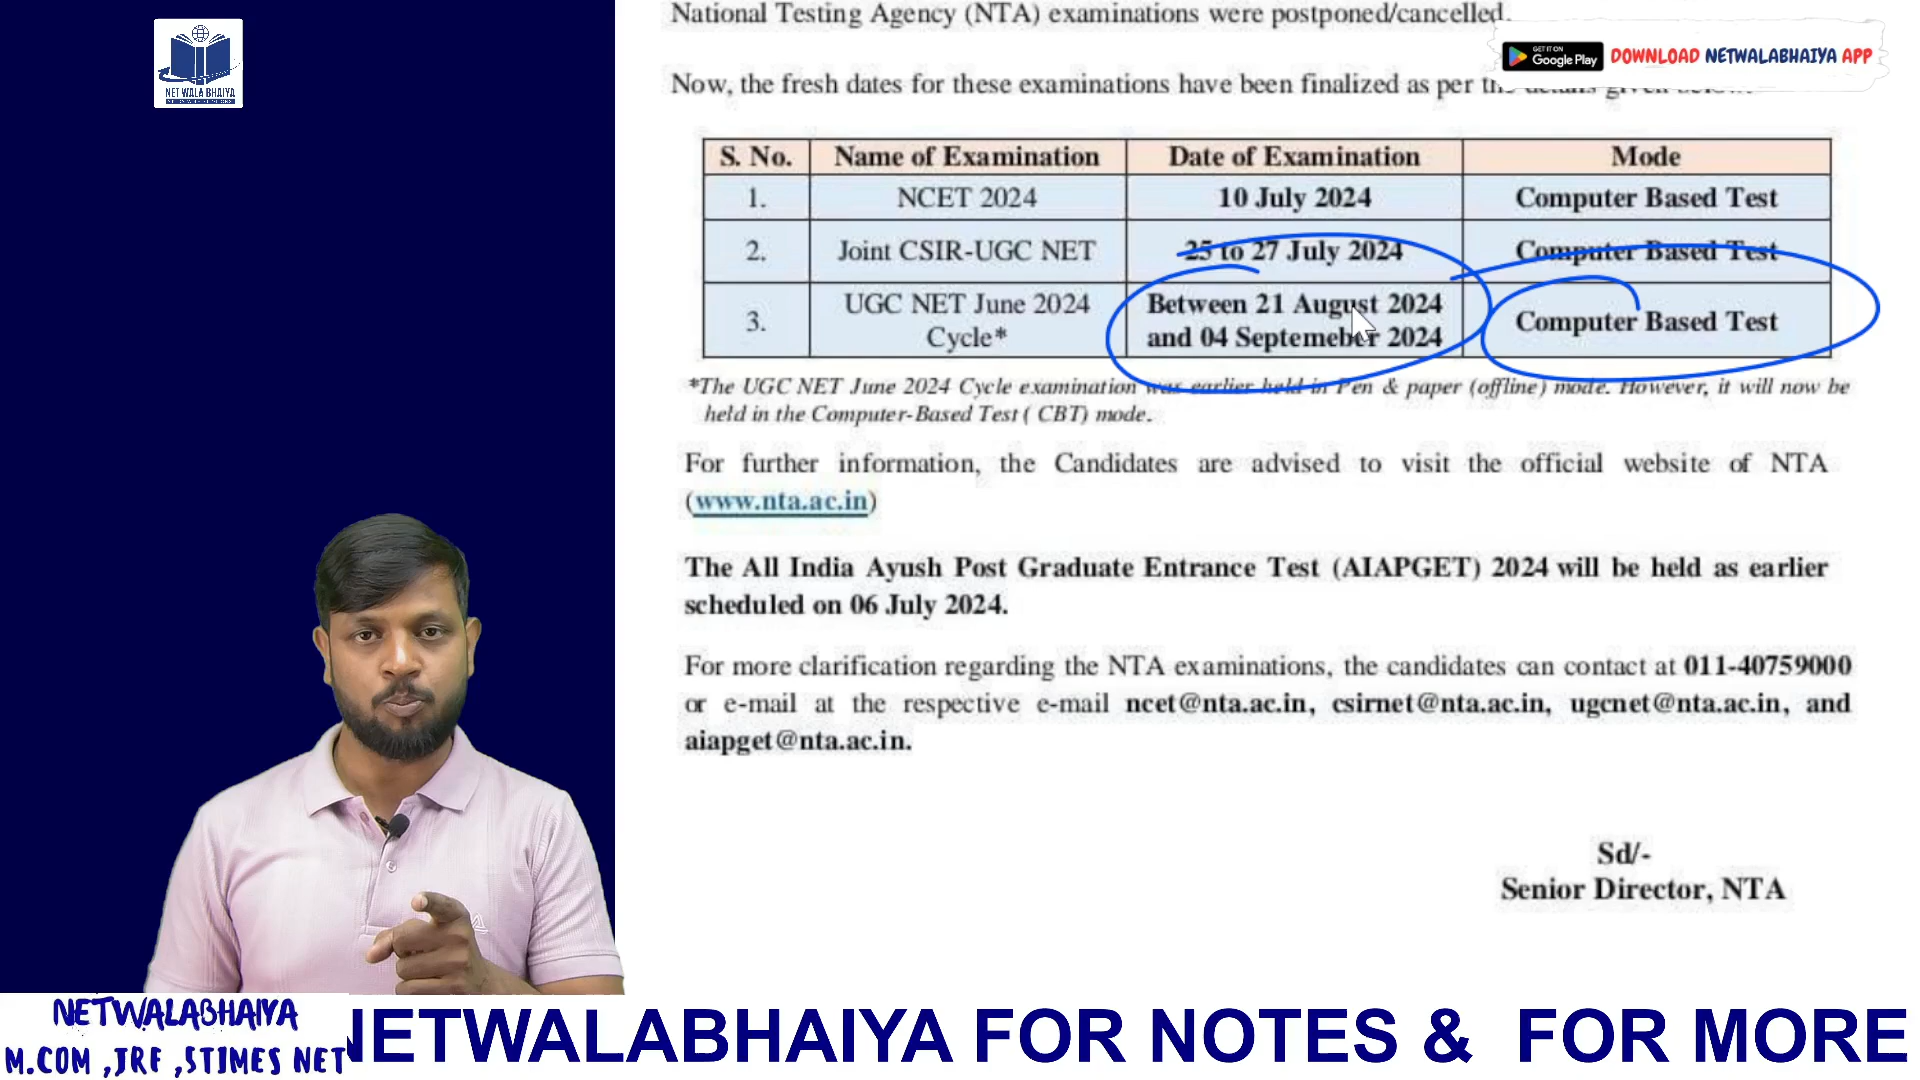 NET WALA BHAIYA
National Testing Agency (NTA) examinations were postponed/cancelled.
GET IT ON
Google Play
DOWNLOAD NETWALABHAIYA APP
Now, the fresh dates for these examinations have been finalized as per the details given below:
S. No. Name of Examination Date of Examination Mode
1. NCET 2024 10 July 2024 Computer Based Test
2. Joint CSIR-UGC NET 25 to 27 July 2024 Computer Based Test
3. UGC NET June 2024 Cycle* Between 21 August 2024 and 04 Septemeber 2024 Computer Based Test
*The UGC NET June 2024 Cycle examination was earlier held in Pen & paper (offline) mode. However, it will now be
held in the Computer-Based Test ( CBT) mode.
For further information, the Candidates are advised to visit the official website of NTA
(www.nta.ac.in)
The All India Ayush Post Graduate Entrance Test (AIAPGET) 2024 will be held as earlier
scheduled on 06 July 2024.
For more clarification regarding the NTA examinations, the candidates can contact at 011-40759000
or e-mail at the respective e-mail ncet@nta.ac.in, csirnet@nta.ac.in, ugcnet@nta.ac.in, and
aiapget@nta.ac.in.
Sd/-
Senior Director, NTA
NETWALABHAIYA
M.COM ,JRF ,5TIMES NET
NETWALABHAIYA FOR NOTES & FOR MORE